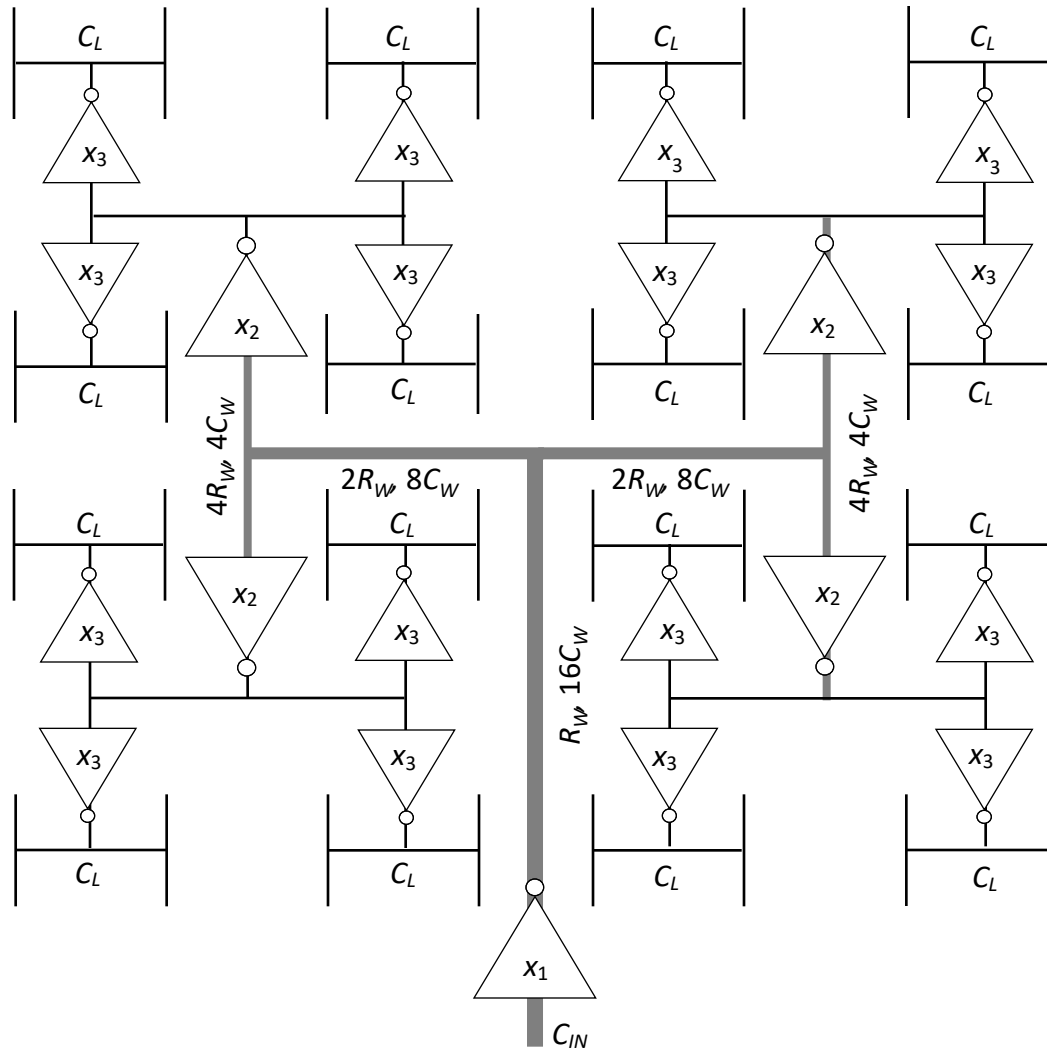 C_L C_L C_L C_L
x_3 x_3 x_3 x_3
x_3 x_3 x_3 x_3
x_2 x_2
C_L C_L C_L C_L
4R_W, 4C_W 4R_W, 4C_W
2R_W, 8C_W 2R_W, 8C_W
C_L C_L C_L C_L
x_2 x_2
x_3 x_3 x_3 x_3
R_W, 16C_W
x_3 x_3 x_3 x_3
C_L C_L C_L C_L
x_1
C_IN